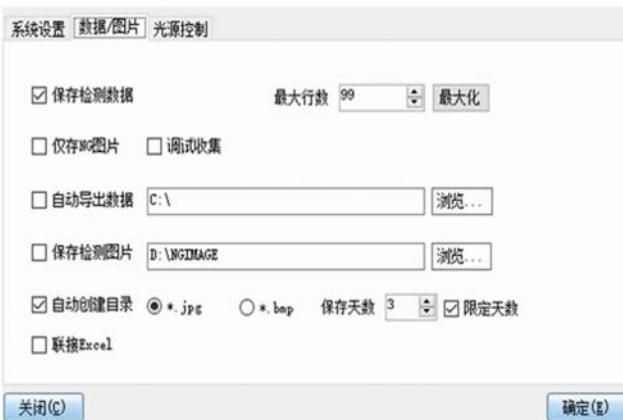 系统设置 数据/图片 光源控制
保存检测数据 最大行数 99 最大化
仅存NG图片 调试收集
自动导出数据 C:\ 浏览...
保存检测图片 D:\NGIMAGE 浏览...
自动创建目录 *.jpg *.bmp 保存天数 3 限定天数
联接Excel
关闭(C) 确定(E)